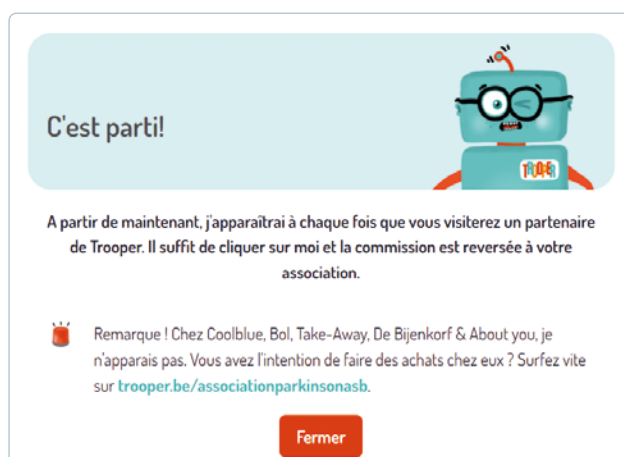 C'est parti!
TROOPER
A partir de maintenant, j'apparaîtrai à chaque fois que vous visiterez un partenaire
de Trooper. Il suffit de cliquer sur moi et la commission est reversée à votre
association.
Remarque ! Chez Coolblue, Bol, Take-Away, De Bijenkorf & About you, je
n'apparais pas. Vous avez l'intention de faire des achats chez eux ? Surfez vite
sur trooper.be/associationparkinsonasb.
Fermer